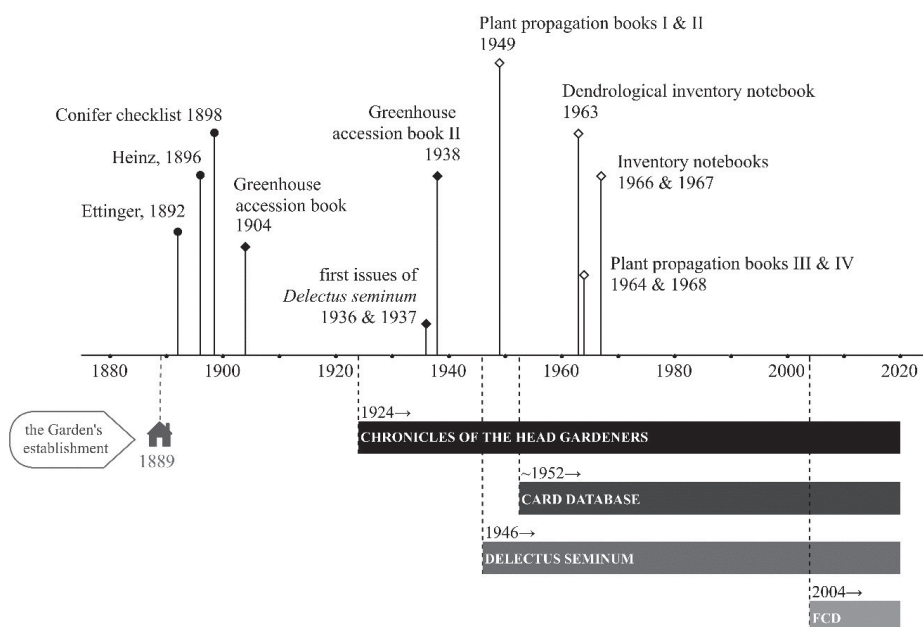 Plant propagation books I & II
1949
Conifer checklist 1898
Greenhouse
accession book II
1938
Dendrological inventory notebook
1963
Heinz, 1896
Greenhouse
accession book
1904
Inventory notebooks
1966 & 1967
Ettinger, 1892
first issues of
Delectus seminum
1936 & 1937
Plant propagation books III & IV
1964 & 1968
1880 1900 1920 1940 1960 1980 2000 2020
the Garden's
establishment
1889
1924→
CHRONICLES OF THE HEAD GARDENERS
~1952→
CARD DATABASE
1946→
DELECTUS SEMINUM
2004→
FCD